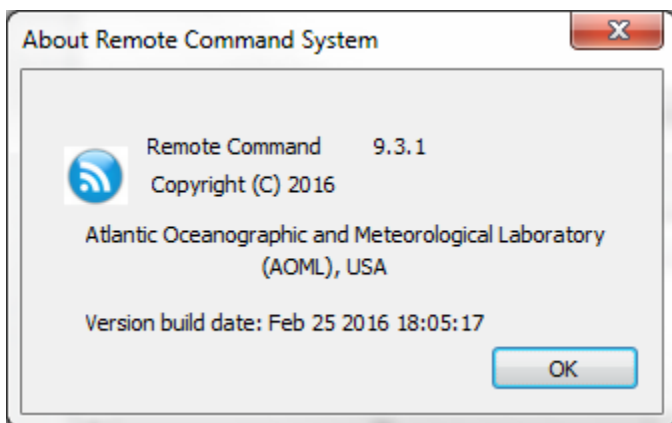 About Remote Command System
Remote Command 9.3.1
Copyright (C) 2016
Atlantic Oceanographic and Meteorological Laboratory
(AOML), USA
Version build date: Feb 25 2016 18:05:17
OK